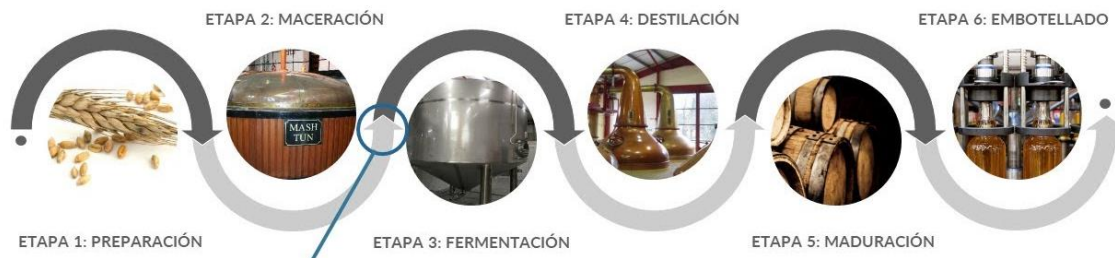 ETAPA 2: MACERACIÓN
ETAPA 4: DESTILACIÓN
ETAPA 6: EMBOTELLADO
MASH
TUN
ETAPA 1: PREPARACIÓN
ETAPA 3: FERMENTACIÓN
ETAPA 5: MADURACIÓN